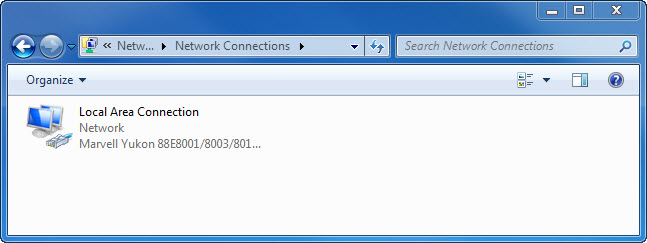 « Netw... Network Connections
Search Network Connections
Organize
Local Area Connection
Network
Marvell Yukon 88E8001/8003/801...